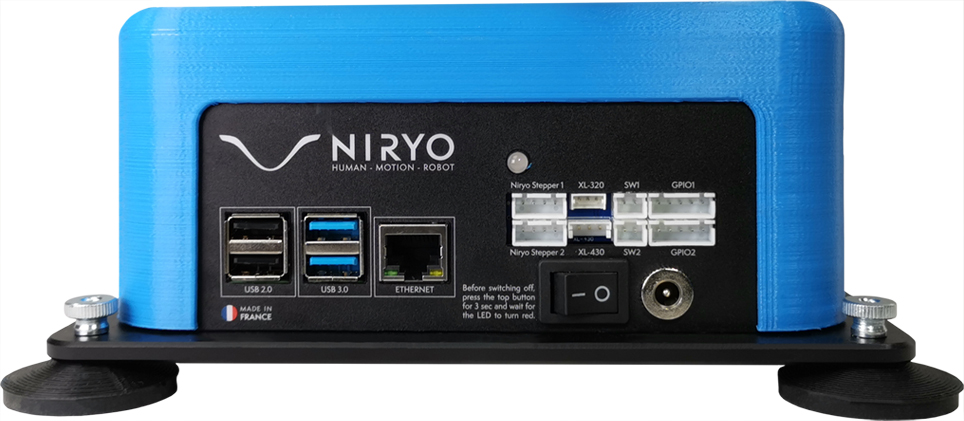 NIRYO
HUMAN - MOTION - ROBOT
Niryo Stepper 1 XL-320 SW1 GPIO1
Niryo Stepper 2 XL-430 SW2 GPIO2
USB 2.0 USB 3.0 ETHERNET
Before switching off,
press the top button
for 3 sec and wait for
the LED to turn red.
MADE IN
FRANCE